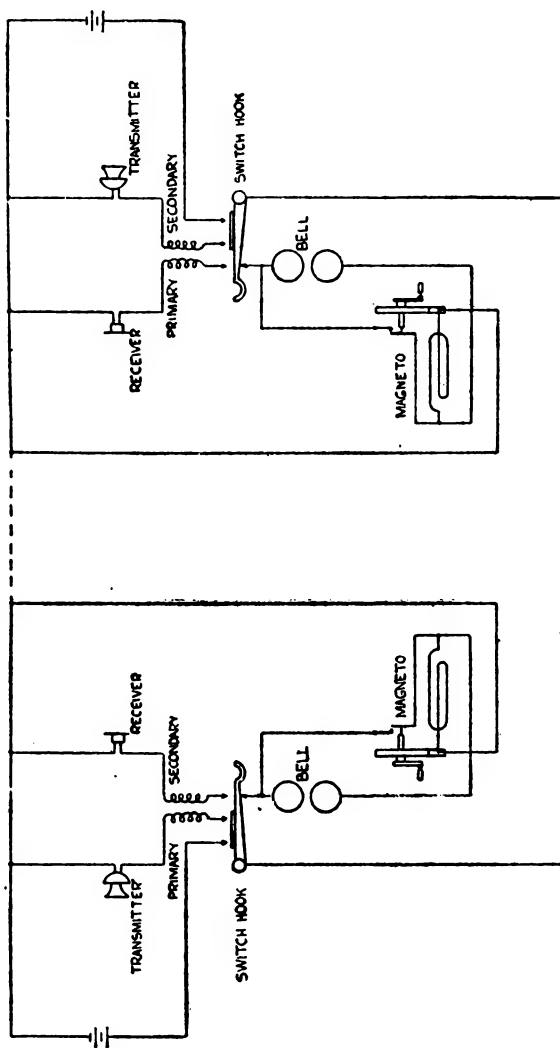 TRANSMITTER
RECEIVER
RECEIVER
TRANSMITTER
PRIMARY
SECONDARY
PRIMARY
SECONDARY
SWITCH HOOK
SWITCH HOOK
BELL
BELL
MAGNETO
MAGNETO